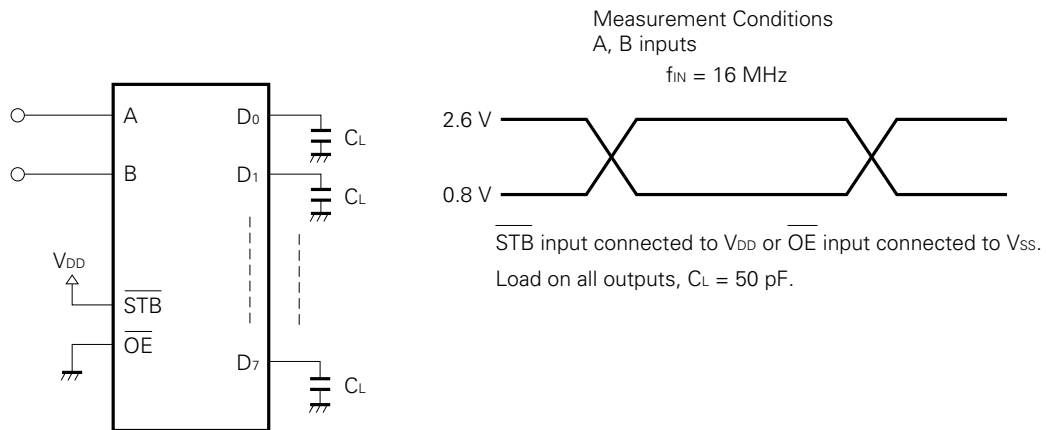 Measurement Conditions
A, B inputs
fIN = 16 MHz
A
B
VDD
STB
OE
D0
CL
D1
CL
D7
CL
2.6 V
0.8 V
STB input connected to VDD or OE input connected to VSS.
Load on all outputs, CL = 50 pF.